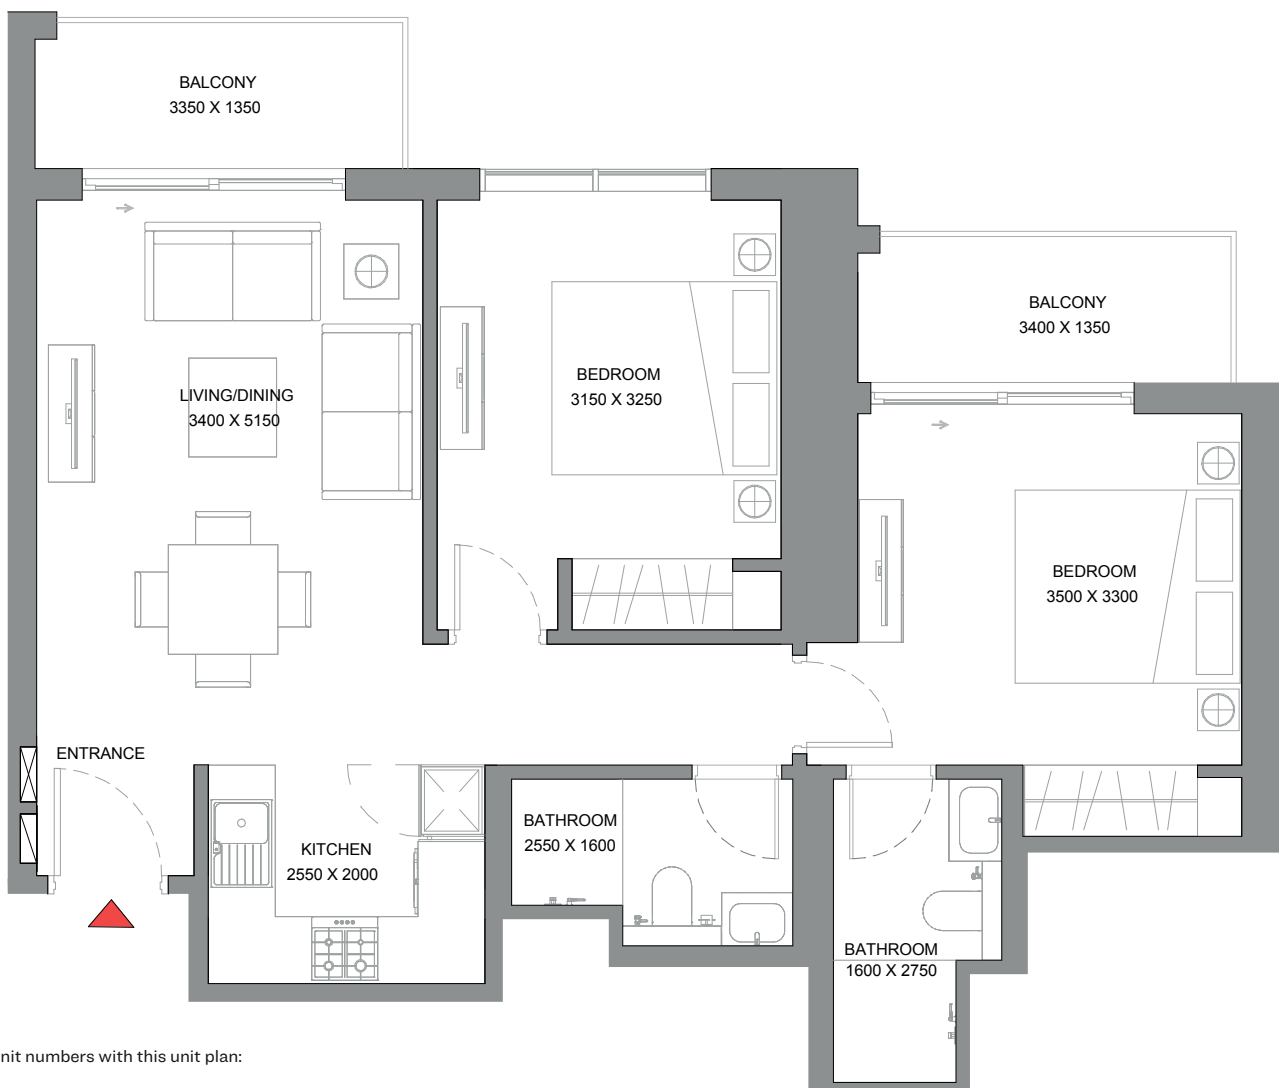 BALCONY
3350 X 1350
BALCONY
3400 X 1350
BEDROOM
3150 X 3250
LIVING/DINING
3400 X 5150
BEDROOM
3500 X 3300
ENTRANCE
KITCHEN
2550 X 2000
BATHROOM
2550 X 1600
BATHROOM
1600 X 2750
nit numbers with this unit plan: